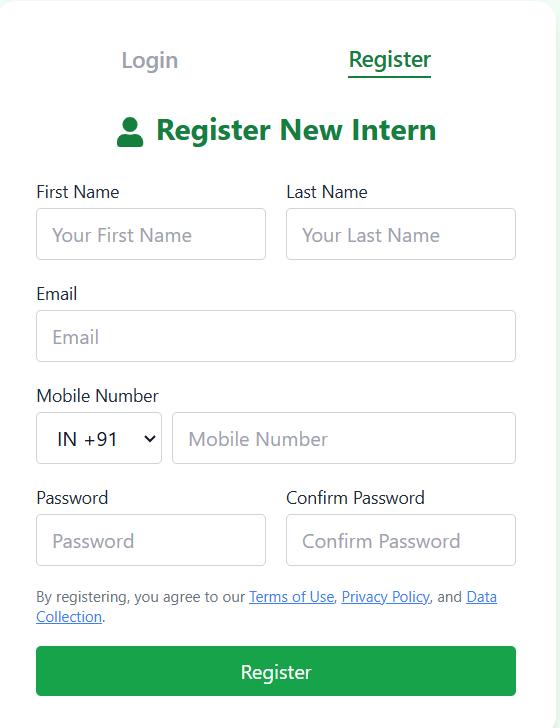 Login Register
Register New Intern
First Name Last Name
Your First Name Your Last Name
Email
Email
Mobile Number
IN +91 Mobile Number
Password Confirm Password
Password Confirm Password
By registering, you agree to our Terms of Use, Privacy Policy, and Data
Collection.
Register